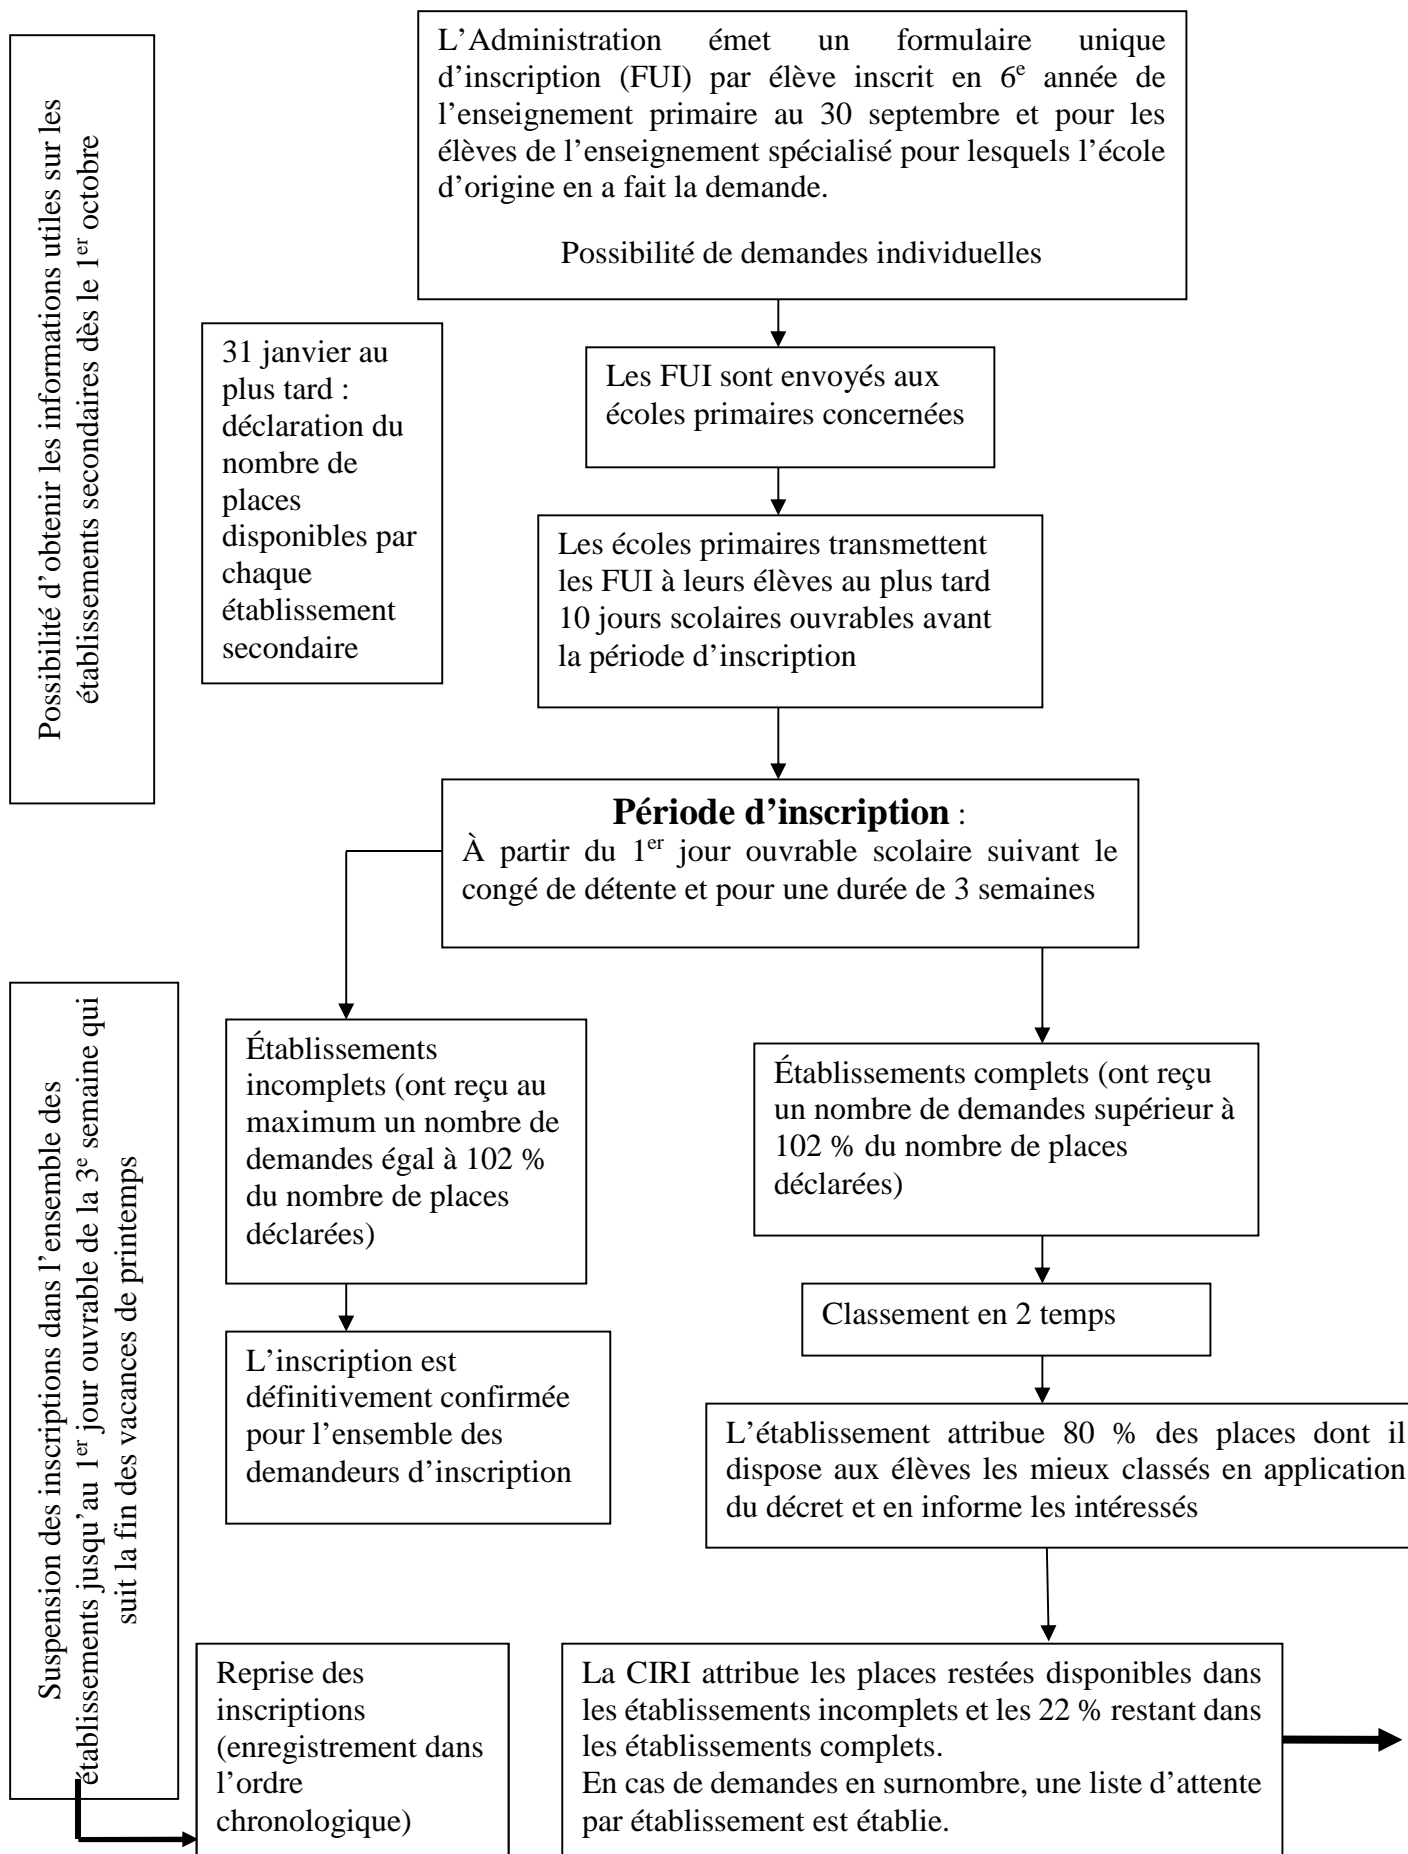 L’Administration émet un formulaire unique
d’inscription (FUI) par élève inscrit en 6e année de
l’enseignement primaire au 30 septembre et pour les
élèves de l’enseignement spécialisé pour lesquels l’école
d’origine en a fait la demande.
Possibilité de demandes individuelles
Possibilité d’obtenir les informations utiles sur les
établissements secondaires dès le 1er octobre
31 janvier au
plus tard :
déclaration du
nombre de
places
disponibles par
chaque
établissement
secondaire
Les FUI sont envoyés aux
écoles primaires concernées
Les écoles primaires transmettent
les FUI à leurs élèves au plus tard
10 jours scolaires ouvrables avant
la période d’inscription
Période d’inscription :
À partir du 1er jour ouvrable scolaire suivant le
congé de détente et pour une durée de 3 semaines
Suspension des inscriptions dans l’ensemble des
établissements jusqu’au 1er jour ouvrable de la 3e semaine qui
suit la fin des vacances de printemps
Établissements
incomplets (ont reçu au
maximum un nombre de
demandes égal à 102 %
du nombre de places
déclarées)
Établissements complets (ont reçu
un nombre de demandes supérieur à
102 % du nombre de places
déclarées)
Classement en 2 temps
L’inscription est
définitivement confirmée
pour l’ensemble des
demandeurs d’inscription
L’établissement attribue 80 % des places dont il
dispose aux élèves les mieux classés en application
du décret et en informe les intéressés
Reprise des
inscriptions
(enregistrement dans
l’ordre
chronologique)
La CIRI attribue les places restées disponibles dans
les établissements incomplets et les 22 % restant dans
les établissements complets.
En cas de demandes en surnombre, une liste d’attente
par établissement est établie.